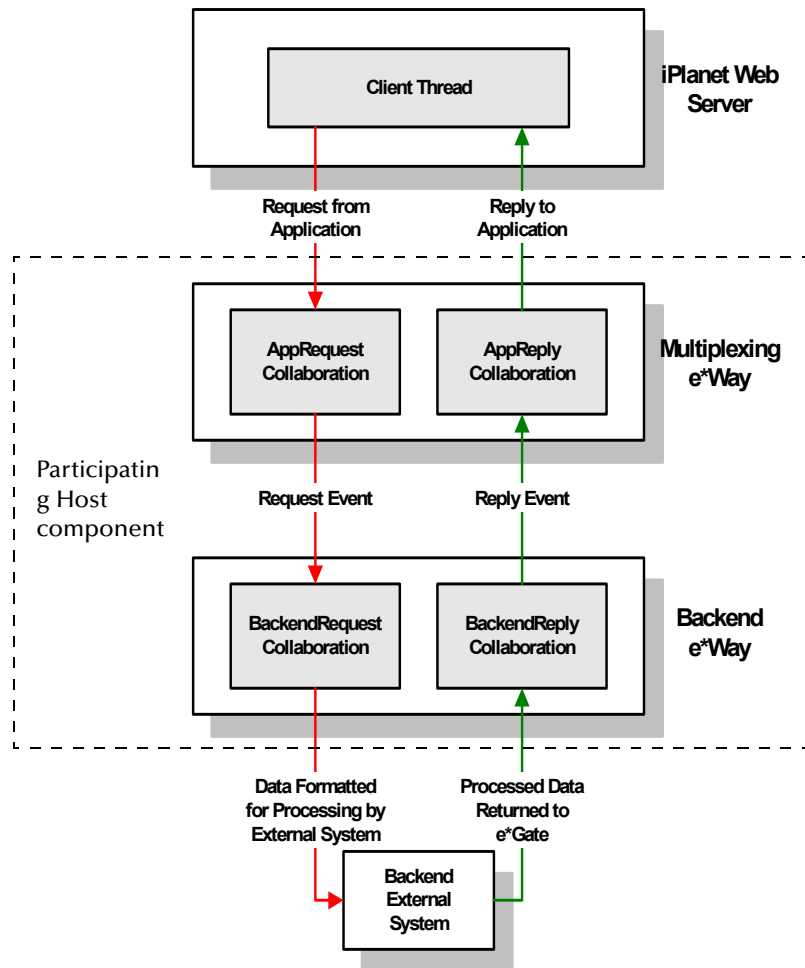 Client Thread
iPlanet Web
Server
Request from
Application
Reply to
Application
AppRequest
Collaboration
AppReply
Collaboration
Multiplexing
e*Way
Participatin
g Host
component
Request Event
Reply Event
BackendRequest
Collaboration
BackendReply
Collaboration
Backend
e*Way
Data Formatted
for Processing by
External System
Processed Data
Returned to
e*Gate
Backend
External
System